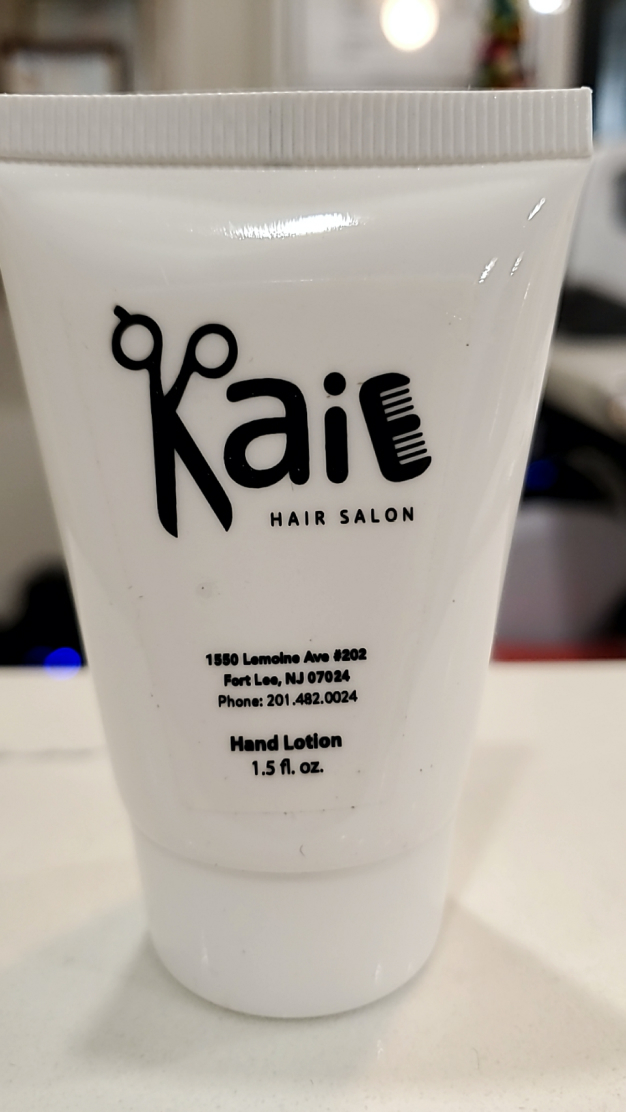 Kai
HAIR SALON
1550 Lemoine Ave #202
Fort Lee, NJ 07024
Phone: 201.482.0024
Hand Lotion
1.5 fl. oz.